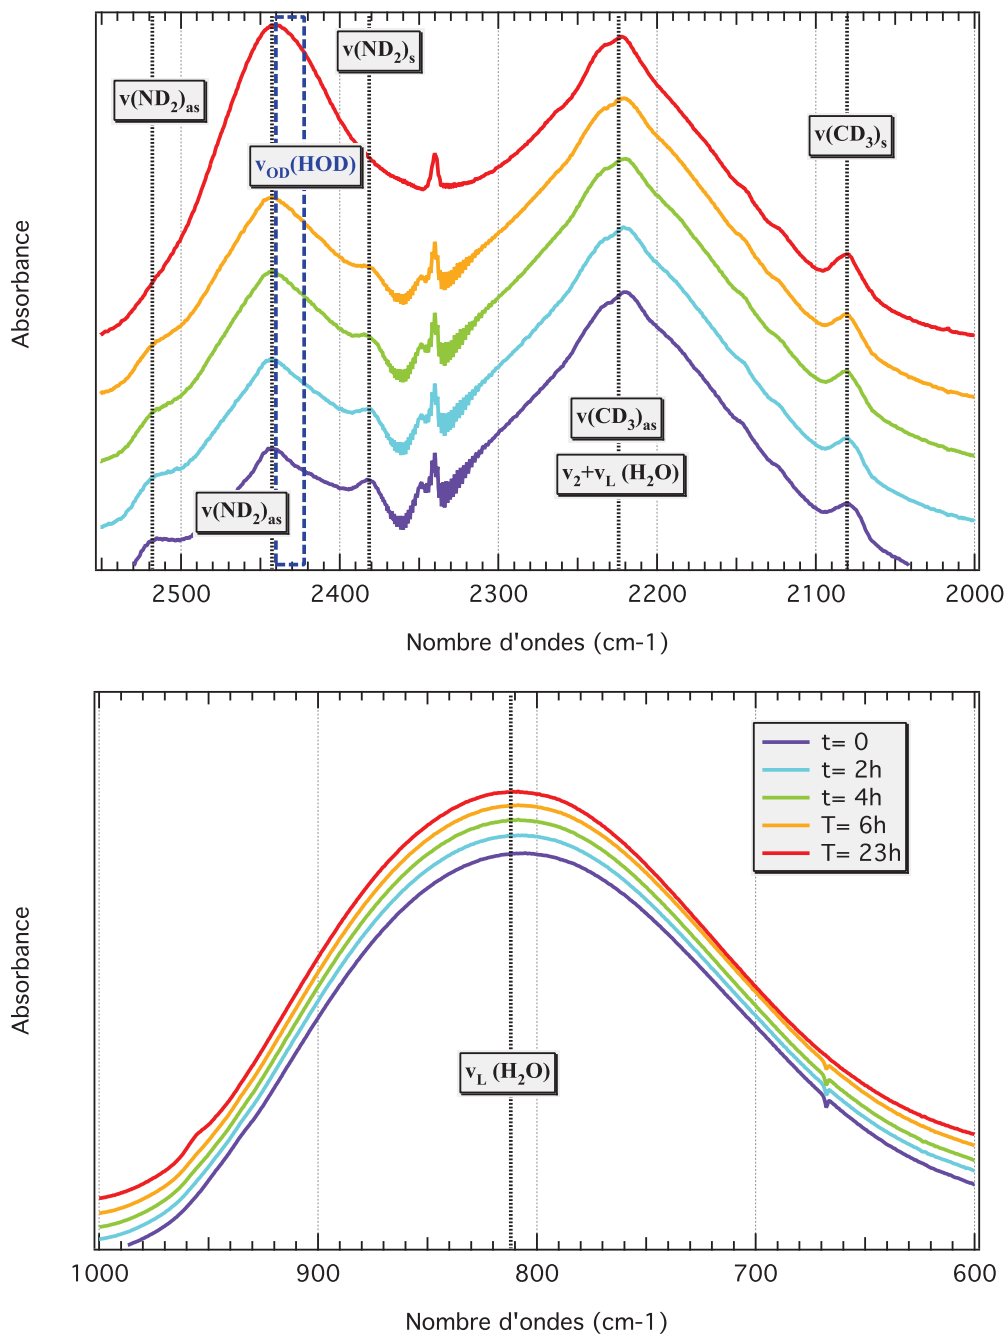 v(ND2)s
v(ND2)as
v(CD3)s
vOD(HOD)
Absorbance
v(CD3)as
v2+vL (H2O)
v(ND2)as
2500 2400 2300 2200 2100 2000
Nombre d'ondes (cm-1)
t= 0
t= 2h
t= 4h
T= 6h
T= 23h
Absorbance
vL (H2O)
1000 900 800 700 600
Nombre d'ondes (cm-1)